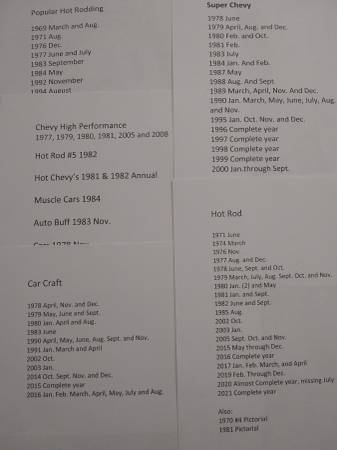 Popular Hot Rodding
1969 March and Aug.
1971 Aug.
1976 Dec.
1977 June and July
1983 September
1984 May
1992 November
1994 August
Super Chevy
1978 June
1979 April, Aug. and Dec.
1980 Feb. and Oct.
1981 Feb.
1983 July
1984 Jan. And Feb.
1987 May
1988 Aug. And Sept.
1989 March, April, Nov. And Dec.
1990 Jan. March, May, June, July, Aug.
and Nov.
1995 Jan. Oct. Nov. and Dec.
1996 Complete year
1997 Complete year
1998 Complete year
1999 Complete year
2000 Jan.through Sept.
Chevy High Performance
1977, 1979, 1980, 1981, 2005 and 2008
Hot Rod #5 1982
Hot Chevy's 1981 & 1982 Annual
Muscle Cars 1984
Auto Buff 1983 Nov.
Cars 1978 Nov.
Car Craft
1978 April, Nov. and Dec.
1979 May, June and Sept.
1980 Jan. April and Aug.
1983 June
1990 April, May, June, Aug. Sept. and Nov.
1991 Jan. March and April
2002 Oct.
2003 Jan.
2014 Oct. Sept. Nov. and Dec.
2015 Complete year
2016 Jan. Feb. March. April, May, July and Aug.
Hot Rod
1971 June
1974 March
1976 Nov.
1977 Aug. and Dec.
1978 June, Sept. and Oct.
1979 March, July, Aug. Sept. Oct. and Nov.
1980 Jan. (2) and May
1981 Jan. and Sept.
1982 June and Sept.
1985 Aug.
2002 Oct.
2003 Jan.
2005 Sept. Oct. and Nov.
2015 May through Dec.
2016 Complete year
2017 Jan. Feb. March, and April
2019 Feb. Through Dec.
2020 Almost Complete year. missing July
2021 Complete year
Also:
1970 #4 Pictorial
1981 Pictorial